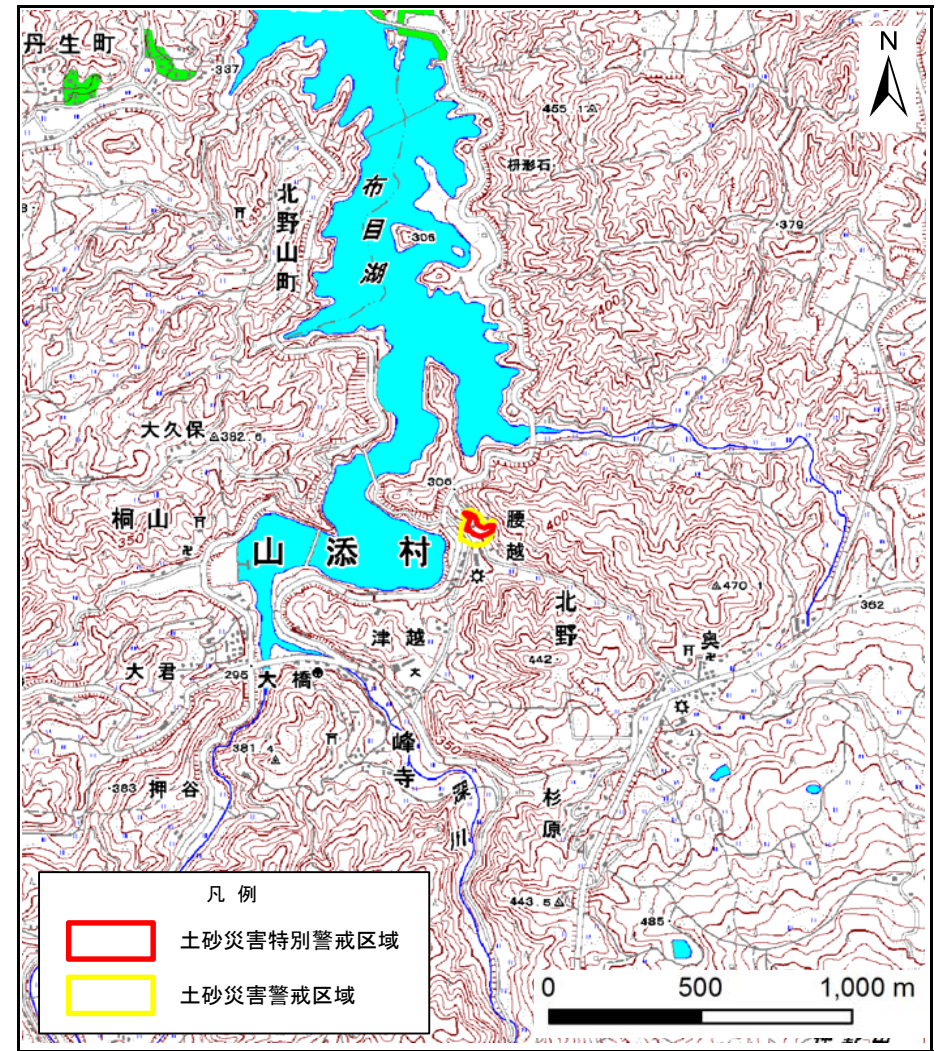 丹生町
337
N
455.1
枡形石
布目湖
北野山町
350
306
379
400
大久保
382.6
306
桐山
350
山添村
腰越
400
350
470.1
北野
362
津越
奥
442
大君
295
大橋
381.4
峰寺
350
383
押谷
深川
杉原
443.5
485
凡 例
土砂災害特別警戒区域
土砂災害警戒区域
0 500 1,000 m